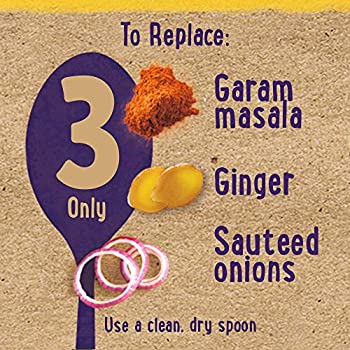 To Replace:
3
Only
Garam
masala
Ginger
Sauteed
onions
Use a clean, dry spoon